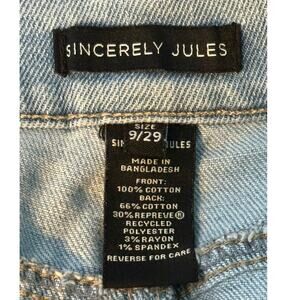 SINCERELY JULES
SIZE
9/29
SIN JULES
MADE IN
BANGLADESH
FRONT:
100% COTTON
BACK:
66% COTTON
30% REPREVE®
RECYCLED
POLYESTER
3% RAYON
1% SPANDEX
REVERSE FOR CARE